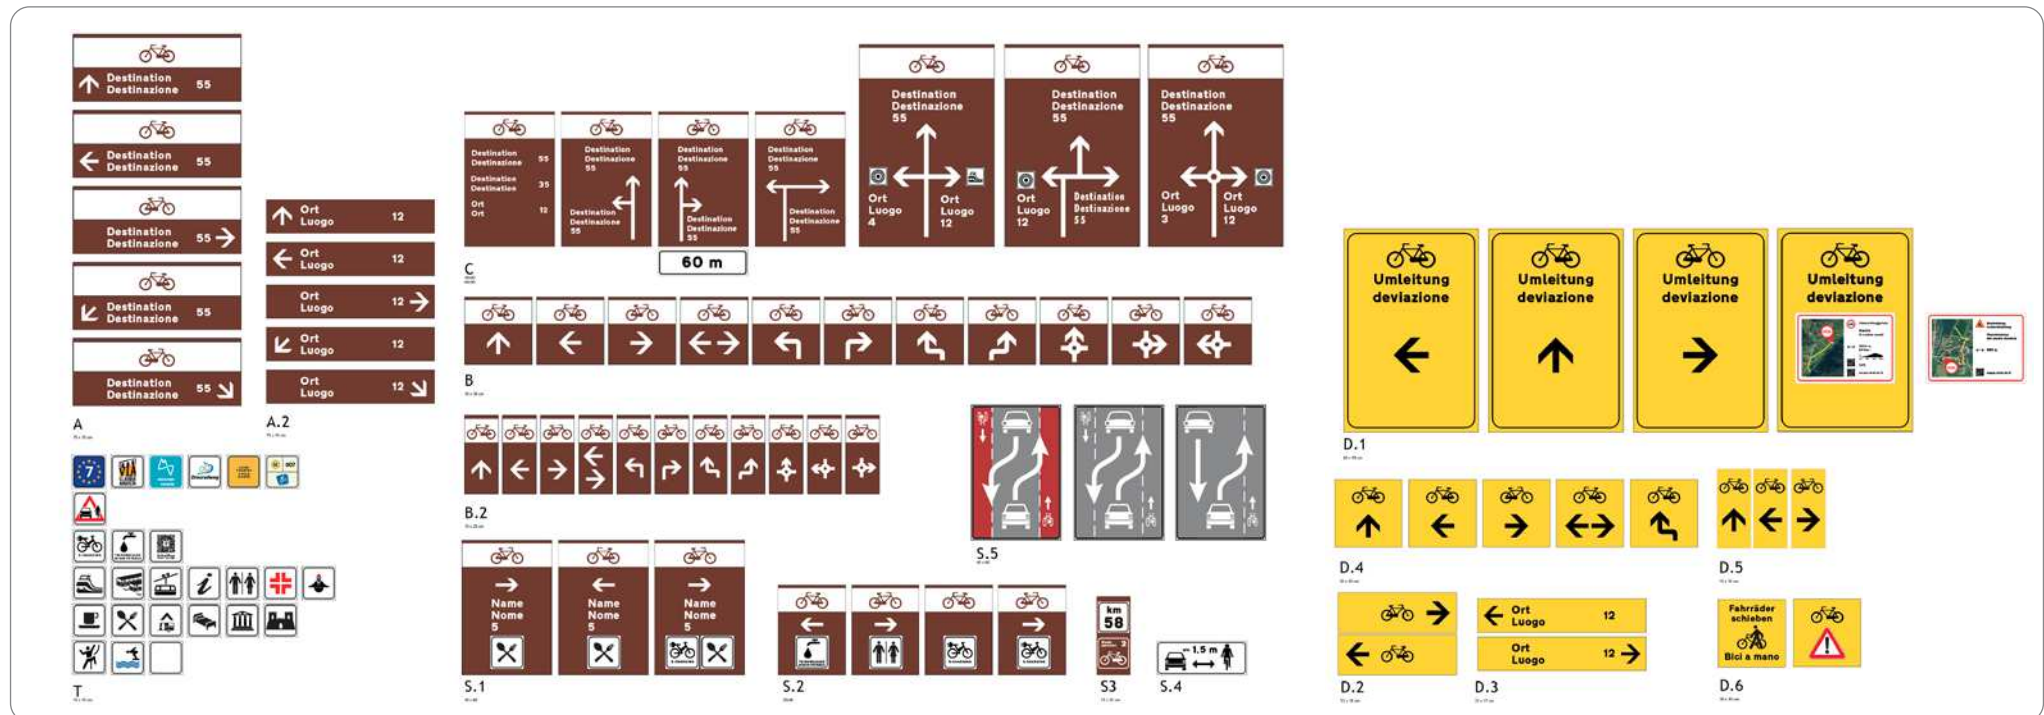 Destination
Destinazione 55
Destination
Destinazione 55
Destination
Destinazione 55
Destination
Destinazione 55
Destination
Destinazione 55
A
Ort
Luogo 12
Ort
Luogo 12
Ort
Luogo 12
Ort
Luogo 12
Ort
Luogo 12
A.2
7
VIA
007
T
Destination
Destinazione 55
Destination
Destination 35
Ort
Ort 12
Destination
Destinazione
55
Destination
Destinazione
55
Destination
Destinazione
55
Destination
Destinazione
55
60 m
Destination
Destinazione
55
Destination
Destinazione
55
Destination
Destinazione
55
Ort
Luogo
4
Ort
Luogo
12
Destination
Destinazione
55
Ort
Luogo
12
Destination
Destinazione
55
Destination
Destinazione
55
Ort
Luogo
3
Ort
Luogo
12
C
B
B.2
S.5
Name
Nome
5
Name
Nome
5
Name
Nome
5
S.1
S.2
km
58
2
S3
1,5 m
S.4
Umleitung
deviazione
Umleitung
deviazione
Umleitung
deviazione
Umleitung
deviazione
D.1
D.4
D.5
D.2
Ort
Luogo 12
Ort
Luogo 12
D.3
Fahrräder
schieben
Bici a mano
D.6